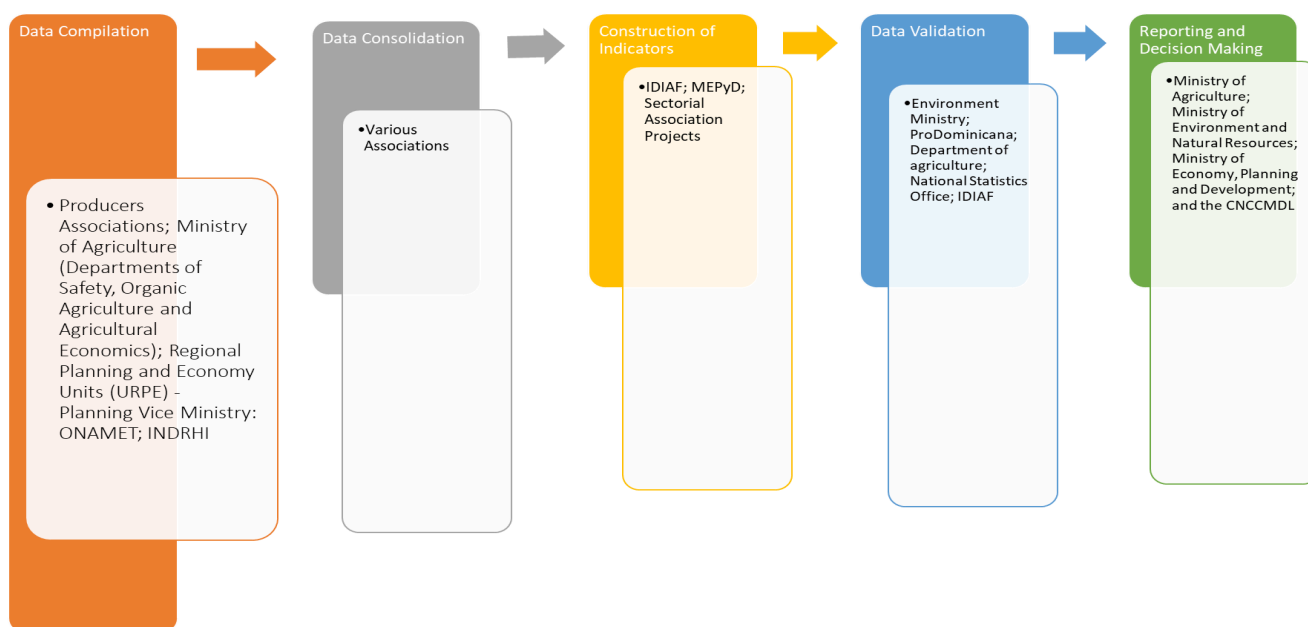 Data Compilation
• Producers
Associations; Ministry
of Agriculture
(Departments of
Safety, Organic
Agriculture and
Agricultural
Economics); Regional
Planning and Economy
Units (URPE) -
Planning Vice Ministry:
ONAMET; INDRHI
Data Consolidation
•Various
Associations
Construction of
Indicators
•IDIAF; MEPyD;
Sectorial
Association
Projects
Data Validation
•Environment
Ministry;
ProDominicana;
Department of
agriculture;
National Statistics
Office; IDIAF
Reporting and
Decision Making
•Ministry of
Agriculture;
Ministry of
Environment and
Natural Resources;
Ministry of
Economy, Planning
and Development;
and the CNCCMDL